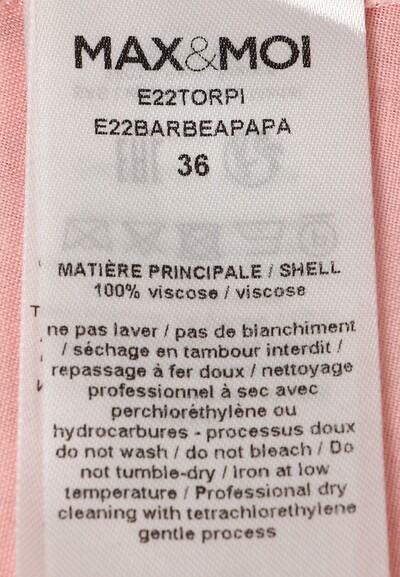 MAX&MOI
E22TORPI
E22BARBEAPAPA
36
MATIÈRE PRINCIPALE / SHELL
100% viscose / viscose
ne pas laver / pas de blanchiment
/ séchage en tambour interdit /
repassage à fer doux / nettoyage
professionnel à sec avec
perchloréthylène ou
hydrocarbures - processus doux
do not wash / do not bleach / Do
not tumble-dry / Iron at low
temperature / Professional dry
cleaning with tetrachlorethylene
gentle process